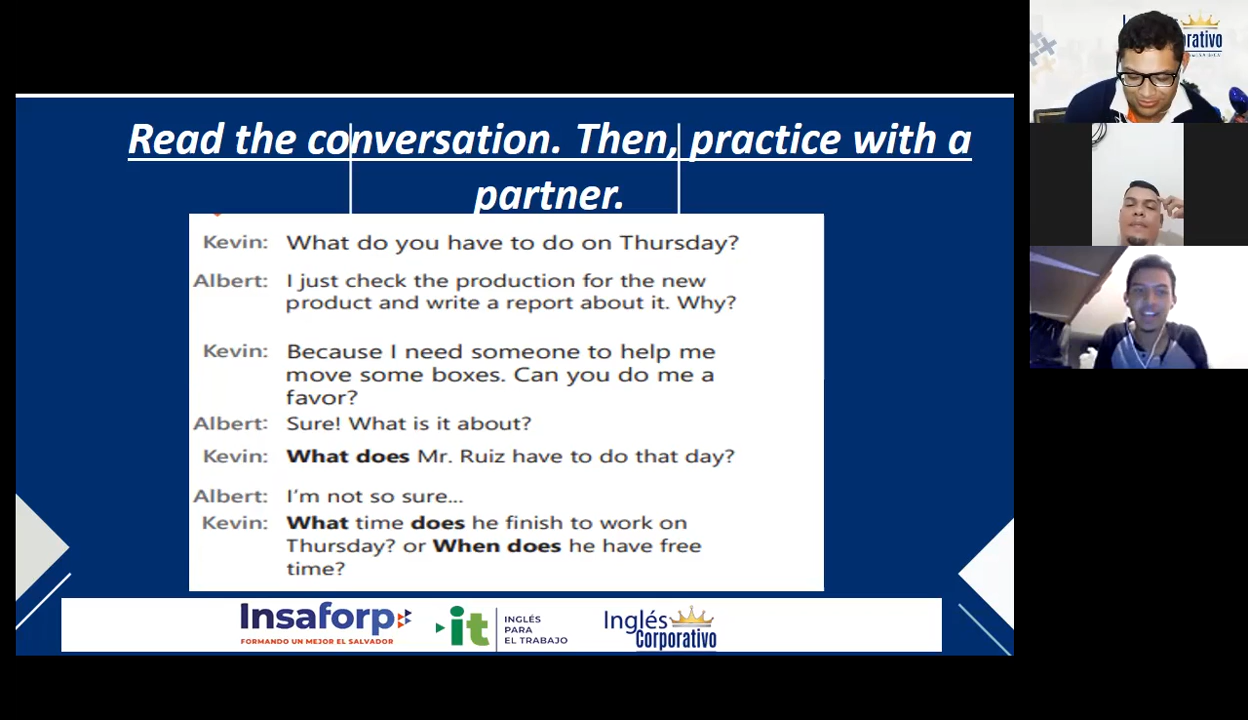 Read the conversation. Then, practice with a
partner.
Kevin: What do you have to do on Thursday?
Albert: I just check the production for the new
product and write a report about it. Why?
Kevin: Because I need someone to help me
move some boxes. Can you do me a
favor?
Albert: Sure! What is it about?
Kevin: What does Mr. Ruiz have to do that day?
Albert: I'm not so sure...
Kevin: What time does he finish to work on
Thursday? or When does he have free
time?
Insaforp
FORMANDO UN MEJOR EL SALVADOR
it
INGLÉS
PARA
EL TRABAJO
Inglés
Corporativo